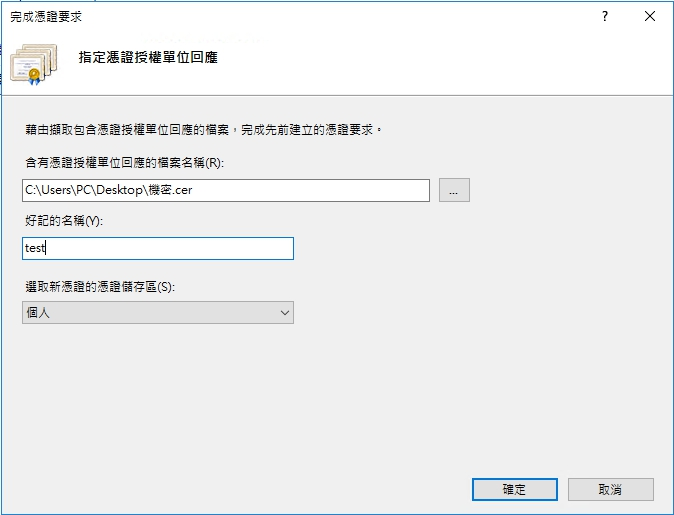 完成憑證要求
?
指定憑證授權單位回應
藉由擷取包含憑證授權單位回應的檔案，完成先前建立的憑證要求。
含有憑證授權單位回應的檔案名稱(R):
C:\Users\PC\Desktop\機密.cer
...
好記的名稱(Y):
test
選取新憑證的憑證儲存區(S):
個人
確定
取消